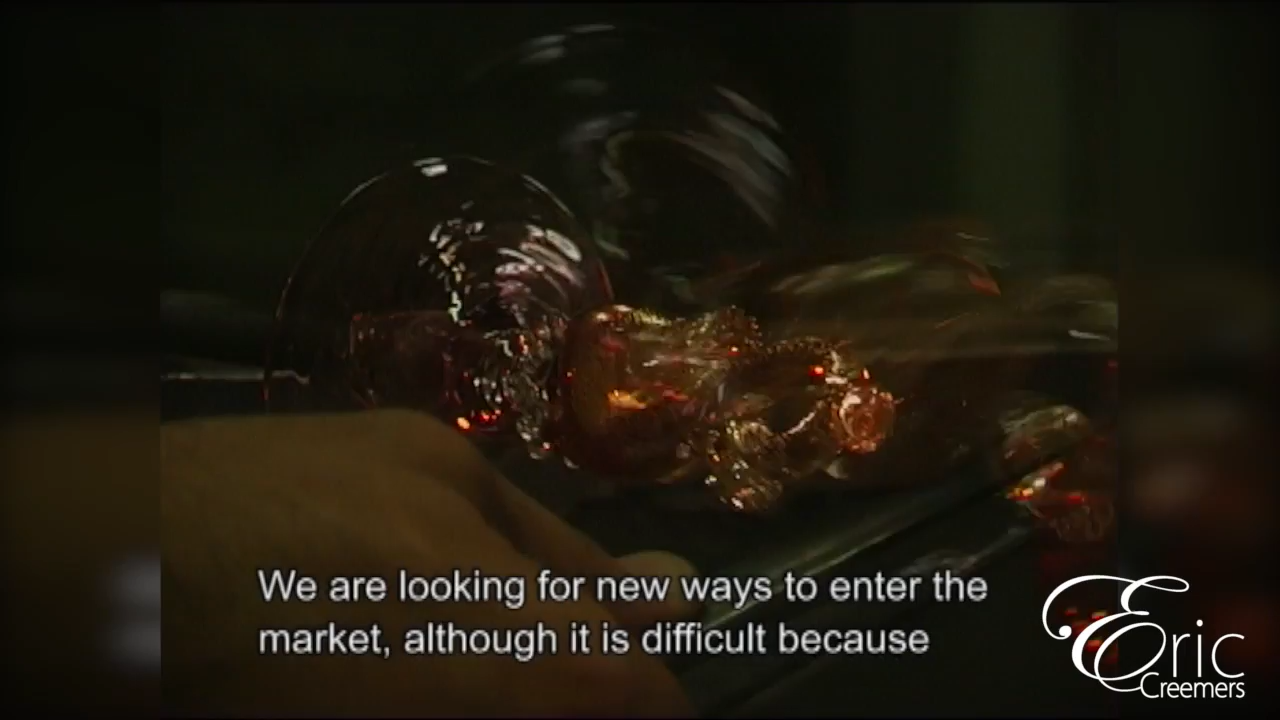 We are looking for new ways to enter the
market, although it is difficult because
Eric
Creemers